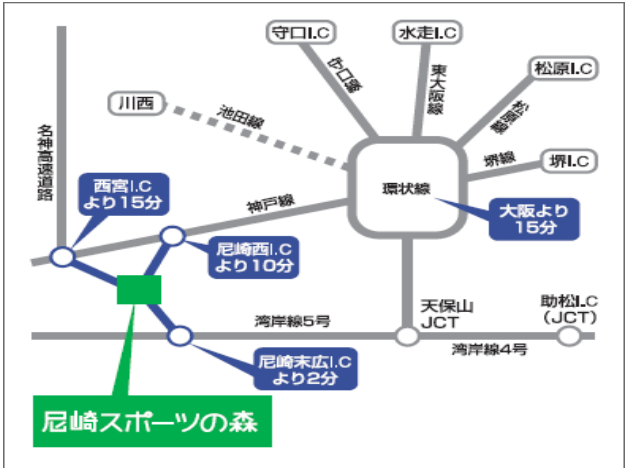 守口I.C
水走I.C
松原I.C
守口線
東大阪線
松原線
川西
池田線
堺線
堺I.C
名神高速道路
環状線
西宮I.C
より15分
神戸線
大阪より
15分
尼崎西I.C
より10分
天保山
JCT
助松I.C
(JCT)
湾岸線5号
湾岸線4号
尼崎末広I.C
より2分
尼崎スポーツの森